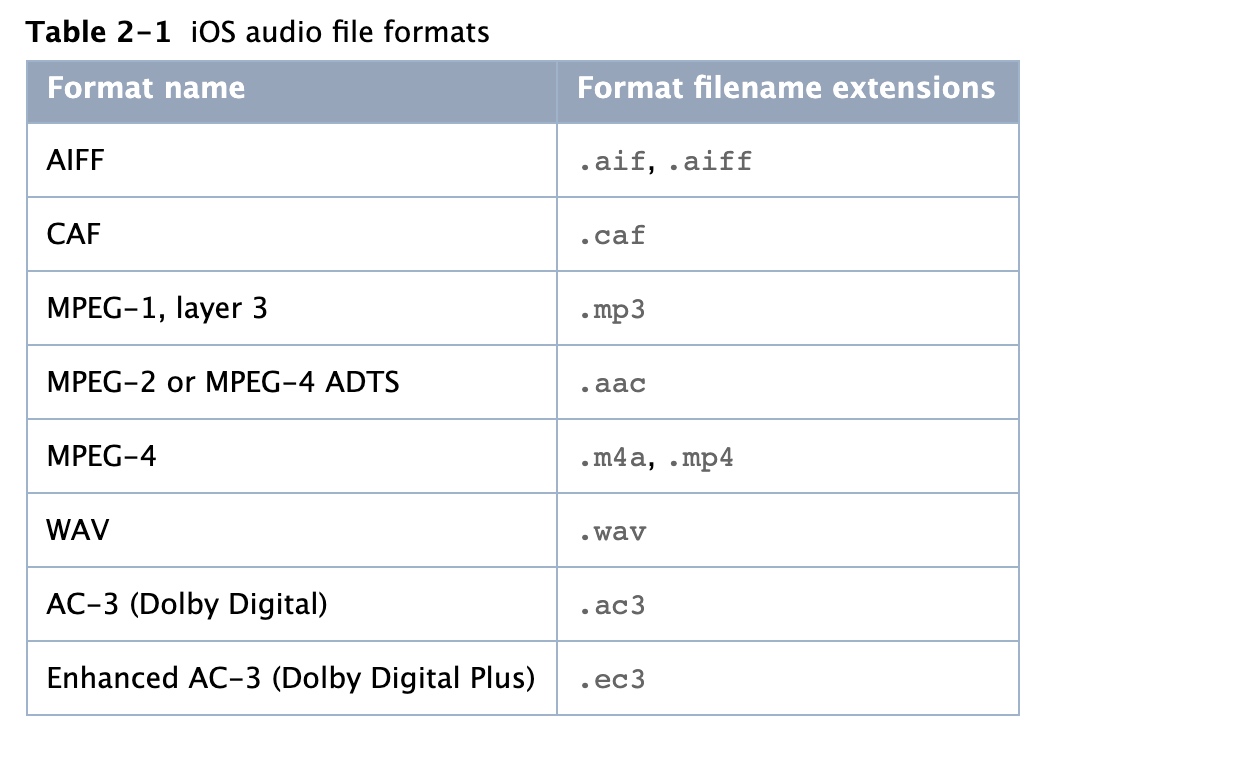 Table 2–1 iOS audio file formats
Format name Format filename extensions
AIFF .aif, .aiff
CAF .caf
MPEG–1, layer 3 .mp3
MPEG–2 or MPEG–4 ADTS .aac
MPEG–4 .m4a, .mp4
WAV .wav
AC–3 (Dolby Digital) .ac3
Enhanced AC–3 (Dolby Digital Plus) .ec3